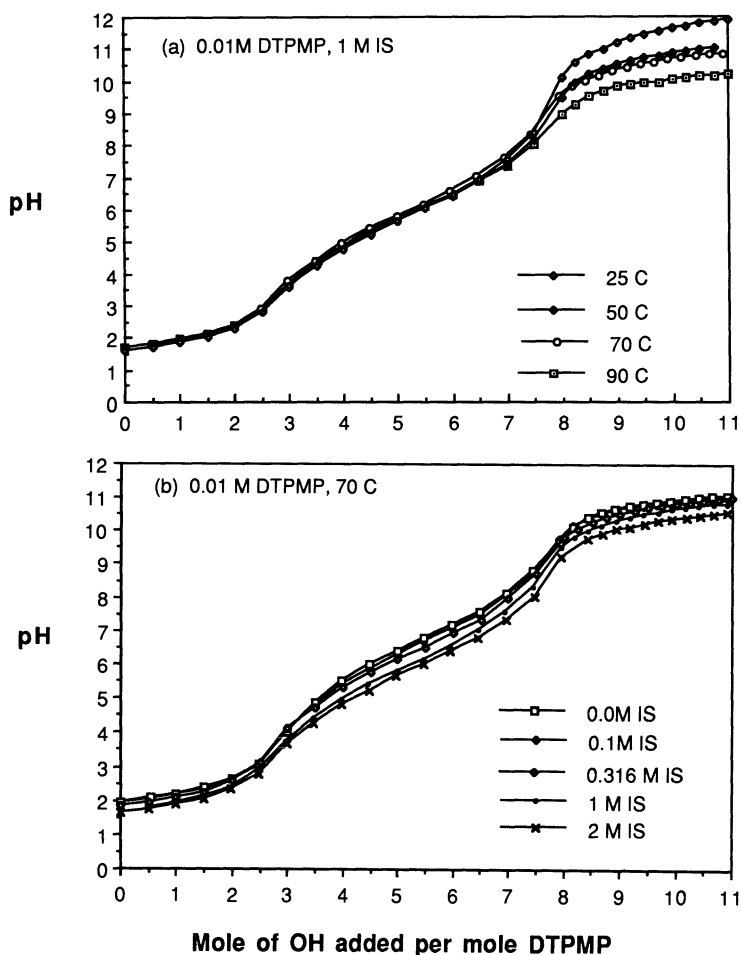 (a) 0.01M DTPMP, 1 M IS
12
11
10
9
8
7
6
5
4
3
2
1
0
pH
25 C
50 C
70 C
90 C
0 1 2 3 4 5 6 7 8 9 10 11
(b) 0.01 M DTPMP, 70 C
12
11
10
9
8
7
6
5
4
3
2
1
0
pH
0.0M IS
0.1M IS
0.316 M IS
1 M IS
2 M IS
0 1 2 3 4 5 6 7 8 9 10 11
Mole of OH added per mole DTPMP